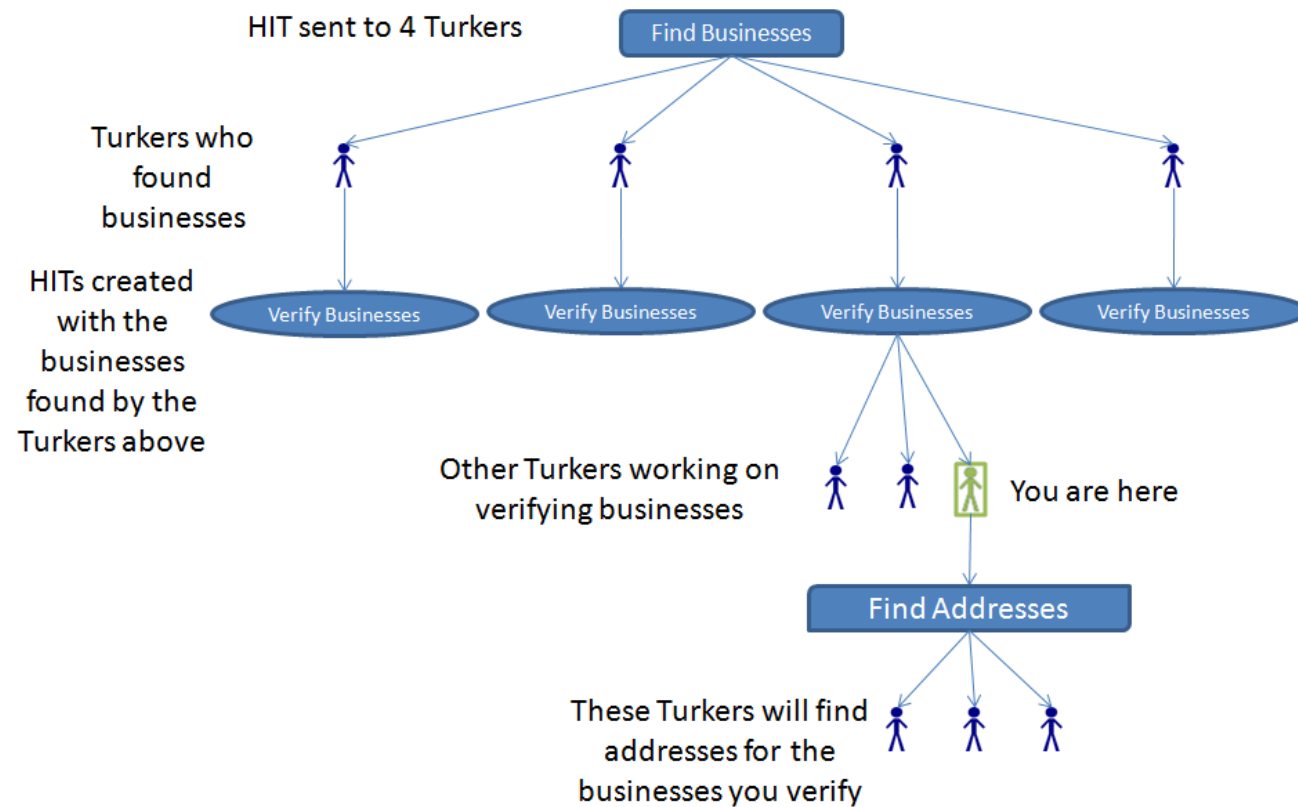 HIT sent to 4 Turkers
Find Businesses
Turkers who
found
businesses
HITs created
with the
businesses
found by the
Turkers above
Verify Businesses
Verify Businesses
Verify Businesses
Verify Businesses
Other Turkers working on
verifying businesses
You are here
Find Addresses
These Turkers will find
addresses for the
businesses you verify